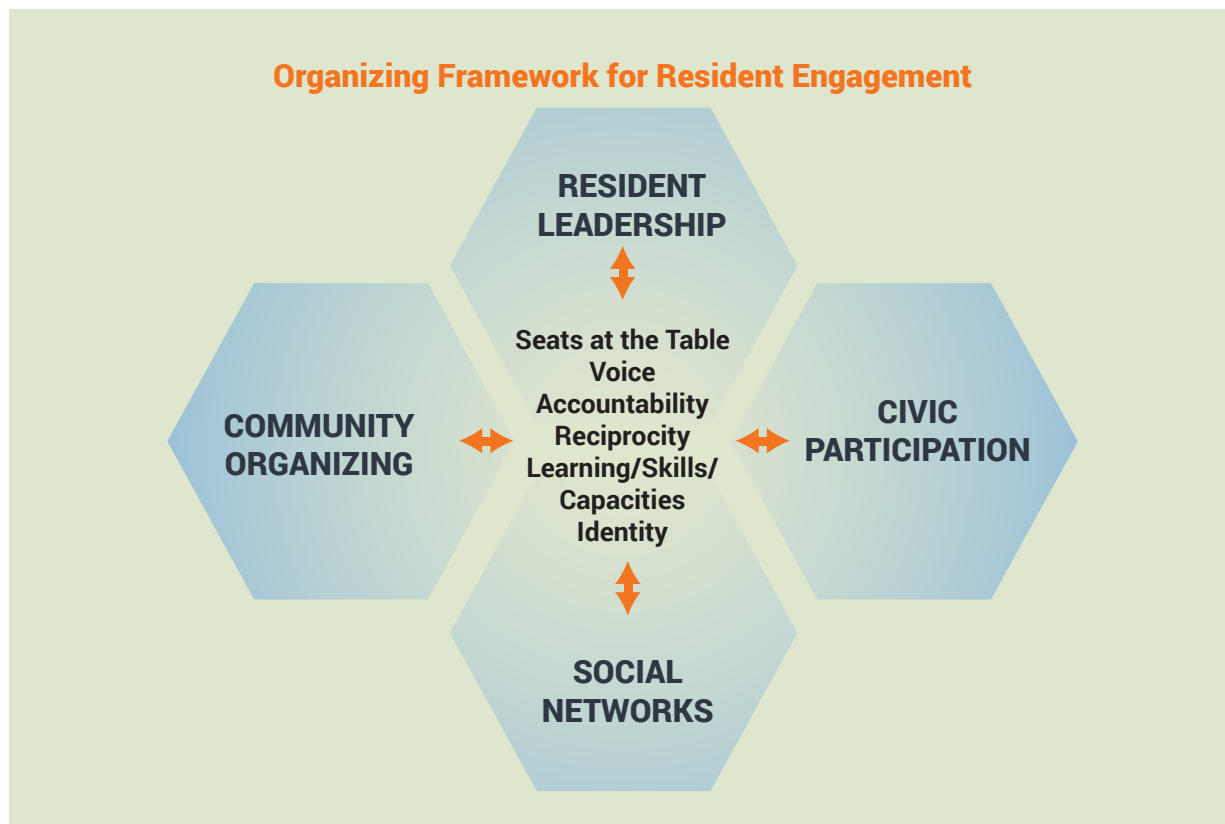 Organizing Framework for Resident Engagement
RESIDENT
LEADERSHIP
Seats at the Table
Voice
Accountability
Reciprocity
Learning/Skills/
Capacities
Identity
COMMUNITY
ORGANIZING
CIVIC
PARTICIPATION
SOCIAL
NETWORKS